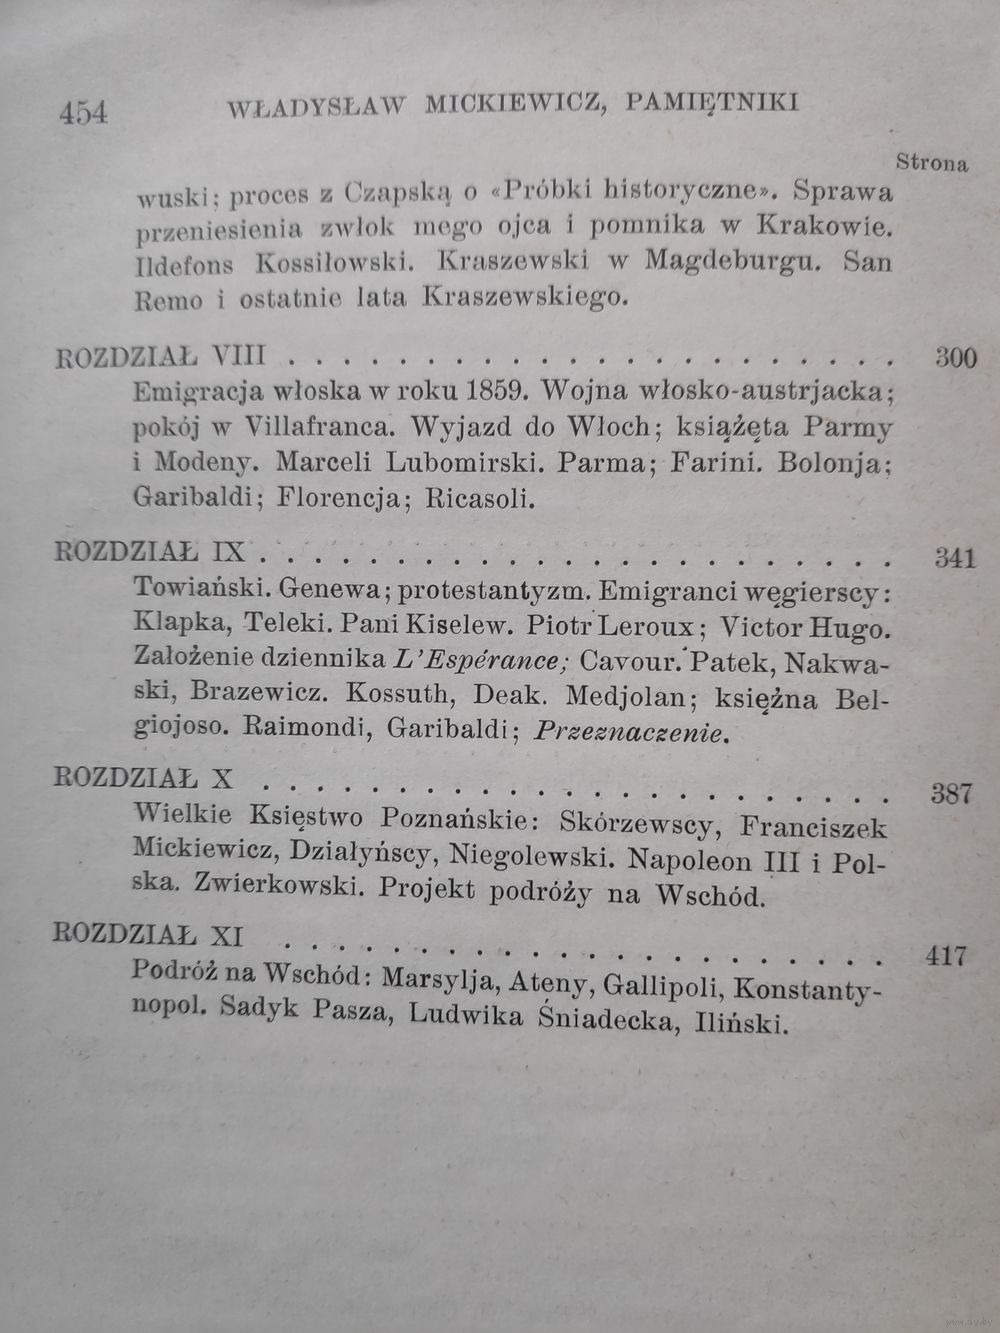 454 WŁADYSŁAW MICKIEWICZ, PAMIĘTNIKI
Strona
wuski; proces z Czapską o «Próbki historyczne». Sprawa
przeniesienia zwłok mego ojca i pomnika w Krakowie.
Ildefons Kossiłowski. Kraszewski w Magdeburgu. San
Remo i ostatnie lata Kraszewskiego.
ROZDZIAŁ VIII . . . . . . . . . . . . . . . . . . . . . . 300
Emigracja włoska w roku 1859. Wojna włosko-austrjacka;
pokój w Villafranca. Wyjazd do Włoch; książęta Parmy
i Modeny. Marceli Lubomirski. Parma; Farini. Bolonja;
Garibaldi; Florencja; Ricasoli.
ROZDZIAŁ IX . . . . . . . . . . . . . . . . . . . . . . . 341
Towiański. Genewa; protestantyzm. Emigranci węgierscy:
Klapka, Teleki. Pani Kiselew. Piotr Leroux; Victor Hugo.
Założenie dziennika L'Espérance; Cavour. Patek, Nakwa-
ski, Brazewicz. Kossuth, Deak. Medjolan; księżna Bel-
giojoso. Raimondi, Garibaldi; Przeznaczenie.
ROZDZIAŁ X . . . . . . . . . . . . . . . . . . . . . . . 387
Wielkie Księstwo Poznańskie: Skórzewscy, Franciszek
Mickiewicz, Działyńscy, Niegolewski. Napoleon III i Pol-
ska. Zwierkowski. Projekt podróży na Wschód.
ROZDZIAŁ XI . . . . . . . . . . . . . . . . . . . . . . 417
Podróż na Wschód: Marsylja, Ateny, Gallipoli, Konstanty-
nopol. Sadyk Pasza, Ludwika Śniadecka, Iliński.
www.ay.by